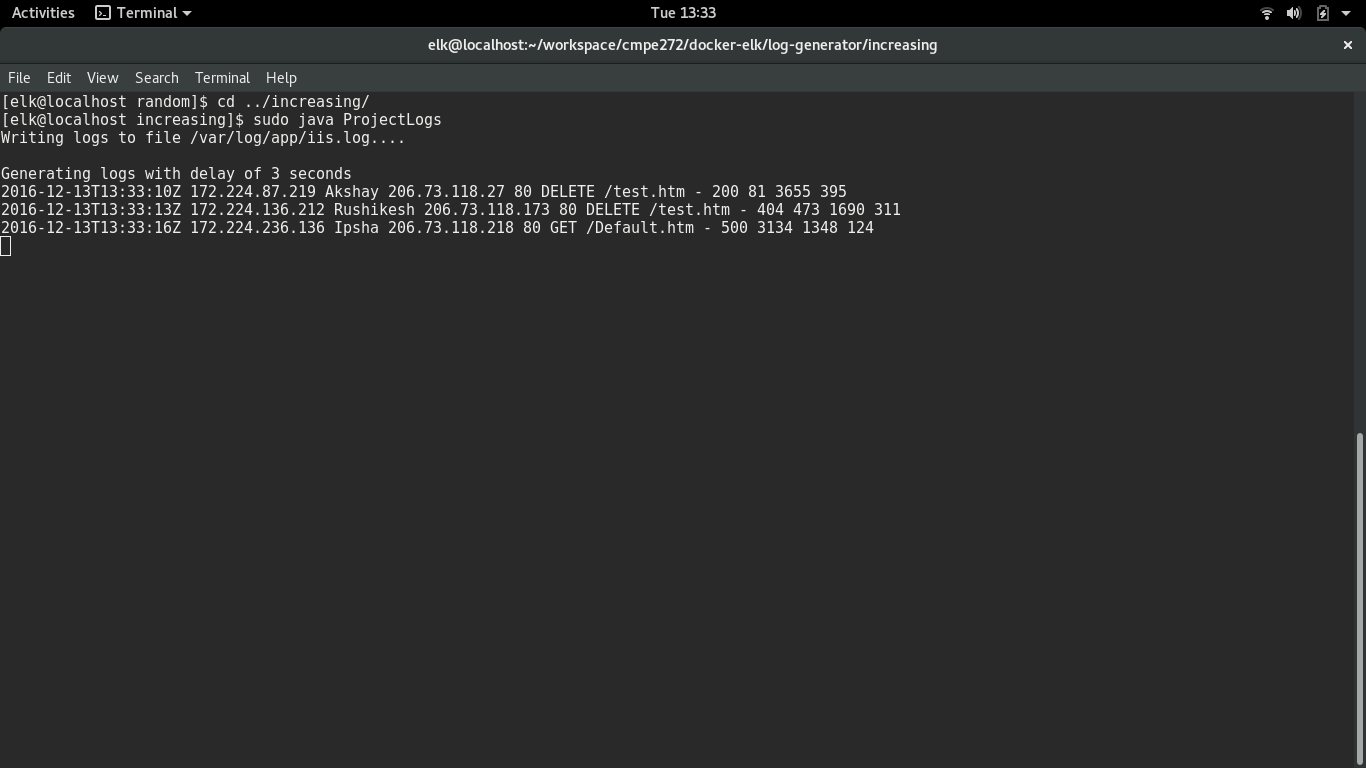 Activities Terminal Tue 13:33
elk@localhost:~/workspace/cmpe272/docker-elk/log-generator/increasing
File Edit View Search Terminal Help
[elk@localhost random]$ cd ../increasing/
[elk@localhost increasing]$ sudo java ProjectLogs
Writing logs to file /var/log/app/iis.log....
Generating logs with delay of 3 seconds
2016-12-13T13:33:10Z 172.224.87.219 Akshay 206.73.118.27 80 DELETE /test.htm - 200 81 3655 395
2016-12-13T13:33:13Z 172.224.136.212 Rushikesh 206.73.118.173 80 DELETE /test.htm - 404 473 1690 311
2016-12-13T13:33:16Z 172.224.236.136 Ipsha 206.73.118.218 80 GET /Default.htm - 500 3134 1348 124